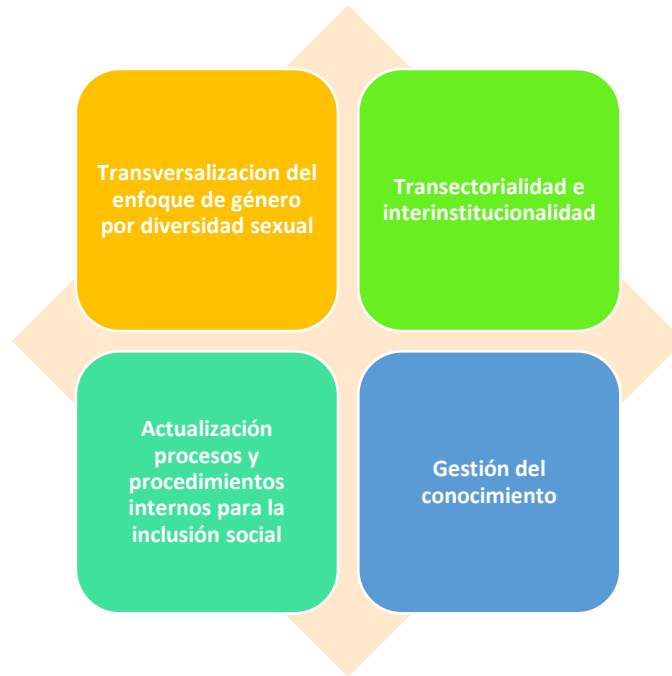 Transversalizacion del
enfoque de género
por diversidad sexual
Transectorialidad e
interinstitucionalidad
Actualización
procesos y
procedimientos
internos para la
inclusión social
Gestión del
conocimiento